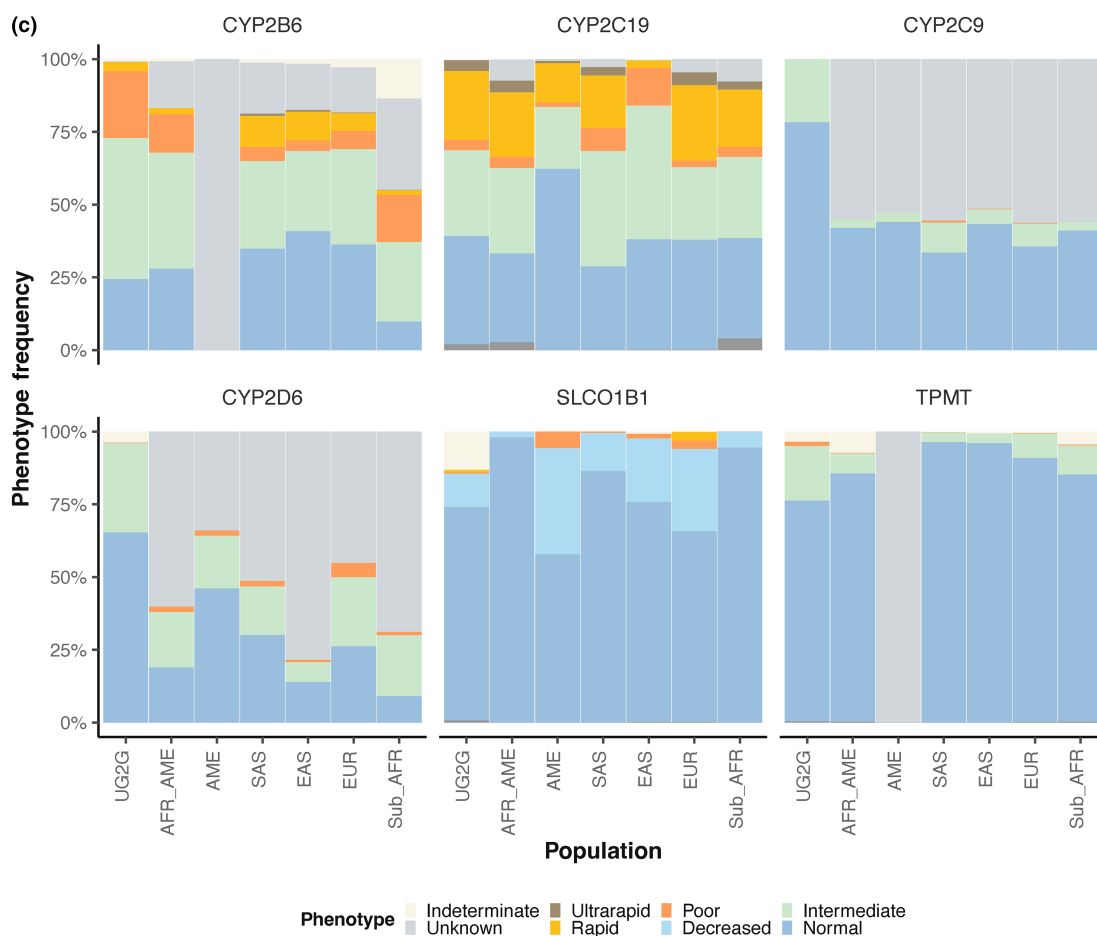 (c)
CYP2B6 CYP2C19 CYP2C9
100%
75%
50%
25%
0%
Phenotype frequency
CYP2D6 SLCO1B1 TPMT
100%
75%
50%
25%
0%
UG2G AFR_AME AME SAS EAS EUR Sub_AFR UG2G AFR_AME AME SAS EAS EUR Sub_AFR UG2G AFR_AME AME SAS EAS EUR Sub_AFR
Population
Phenotype
Indeterminate Ultrarapid Poor Intermediate
Unknown Rapid Decreased Normal